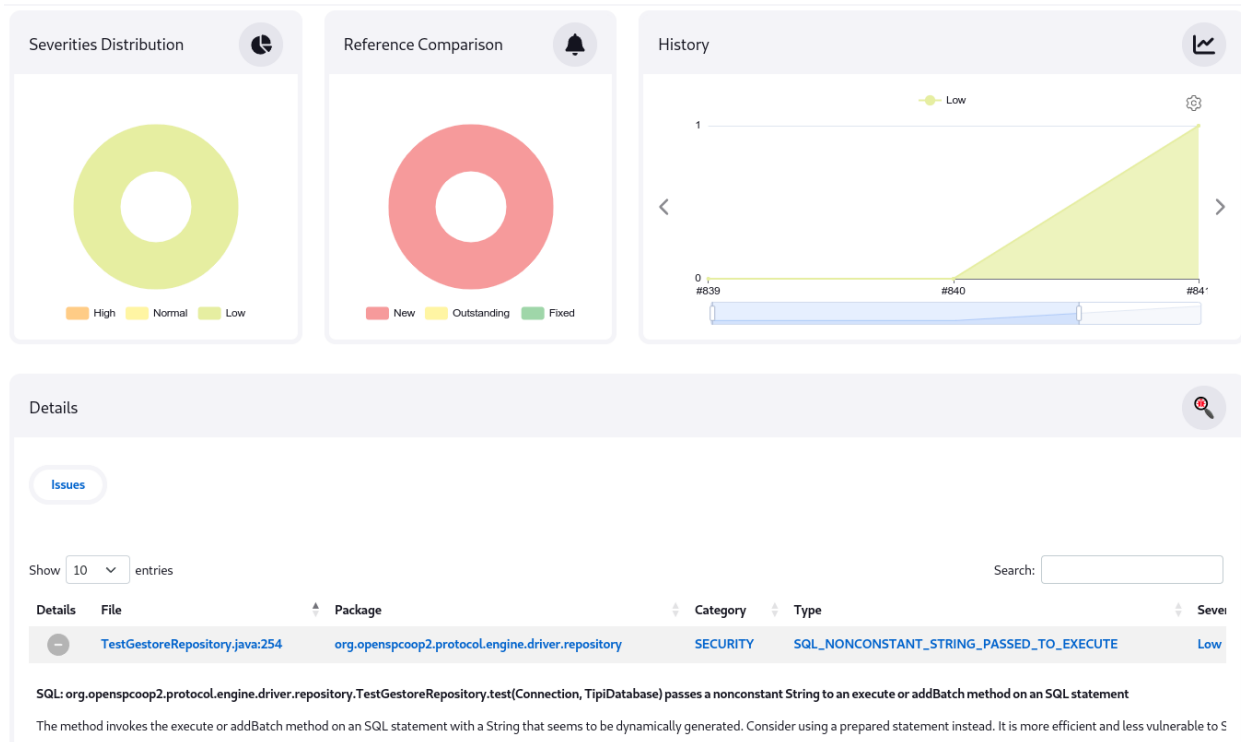 Severities Distribution
Reference Comparison
History
Low
1
0
#839
#840
#841
High
Normal
Low
New
Outstanding
Fixed
Details
Issues
Show 10 entries
Search:
Details File Package Category Type
TestGestoreRepository.java:254 org.openspcoop2.protocol.engine.driver.repository SECURITY SQL_NONCONSTANT_STRING_PASSED_TO_EXECUTE Low
SQL: org.openspcoop2.protocol.engine.driver.repository.TestGestoreRepository.test(Connection, TipiDatabase) passes a nonconstant String to an execute or addBatch method on an SQL statement
The method invokes the execute or addBatch method on an SQL statement with a String that seems to be dynamically generated. Consider using a prepared statement instead. It is more efficient and less vulnerable to